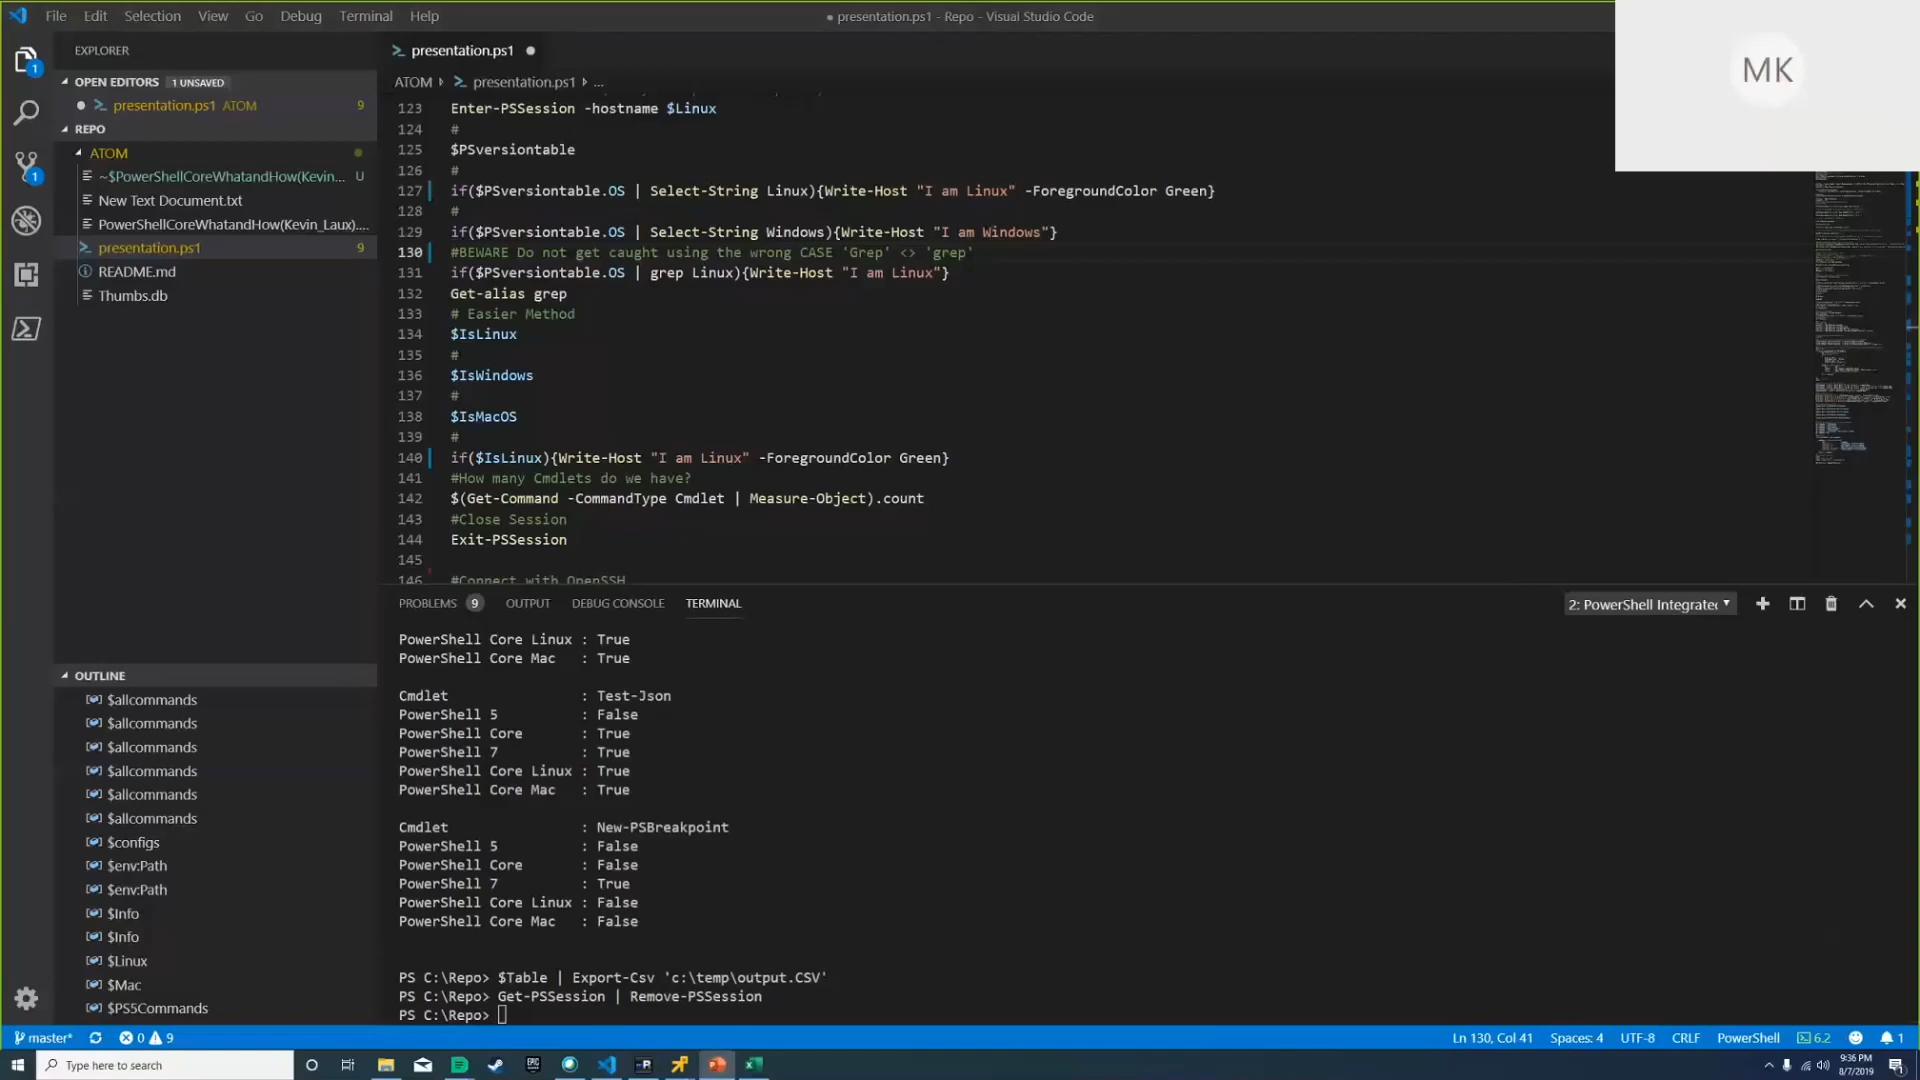 File Edit Selection View Go Debug Terminal Help
● presentation.ps1 - Repo - Visual Studio Code
MK
EXPLORER
OPEN EDITORS 1 UNSAVED
presentation.ps1 ATOM 9
REPO
ATOM
~$PowerShellCoreWhatandHow(Kevin... U
New Text Document.txt
PowerShellCoreWhatandHow(Kevin_Laux)....
presentation.ps1 9
README.md
Thumbs.db
OUTLINE
$allcommands
$allcommands
$allcommands
$allcommands
$allcommands
$allcommands
$configs
$env:Path
$env:Path
$Info
$Info
$Linux
$Mac
$PS5Commands
presentation.ps1
ATOM presentation.ps1 ...
123 Enter-PSSession -hostname $Linux
124 #
125 $PSversiontable
126 #
127 if($PSversiontable.OS | Select-String Linux){Write-Host "I am Linux" -ForegroundColor Green}
128 #
129 if($PSversiontable.OS | Select-String Windows){Write-Host "I am Windows"}
130 #BEWARE Do not get caught using the wrong CASE 'Grep' <> 'grep'
131 if($PSversiontable.OS | grep Linux){Write-Host "I am Linux"}
132 Get-alias grep
133 # Easier Method
134 $IsLinux
135 #
136 $IsWindows
137 #
138 $IsMacOS
139 #
140 if($IsLinux){Write-Host "I am Linux" -ForegroundColor Green}
141 #How many Cmdlets do we have?
142 $(Get-Command -CommandType Cmdlet | Measure-Object).count
143 #Close Session
144 Exit-PSSession
145
146 #Connect with OpenSSH
PROBLEMS 9 OUTPUT DEBUG CONSOLE TERMINAL
2: PowerShell Integrated
PowerShell Core Linux : True
PowerShell Core Mac : True
Cmdlet : Test-Json
PowerShell 5 : False
PowerShell Core : True
PowerShell 7 : True
PowerShell Core Linux : True
PowerShell Core Mac : True
Cmdlet : New-PSBreakpoint
PowerShell 5 : False
PowerShell Core : False
PowerShell 7 : True
PowerShell Core Linux : False
PowerShell Core Mac : False
PS C:\Repo> $Table | Export-Csv 'c:\temp\output.CSV'
PS C:\Repo> Get-PSSession | Remove-PSSession
PS C:\Repo>
master* 0 9
Ln 130, Col 41 Spaces: 4 UTF-8 CRLF PowerShell 6.2 1
Type here to search
9:36 PM
8/7/2019